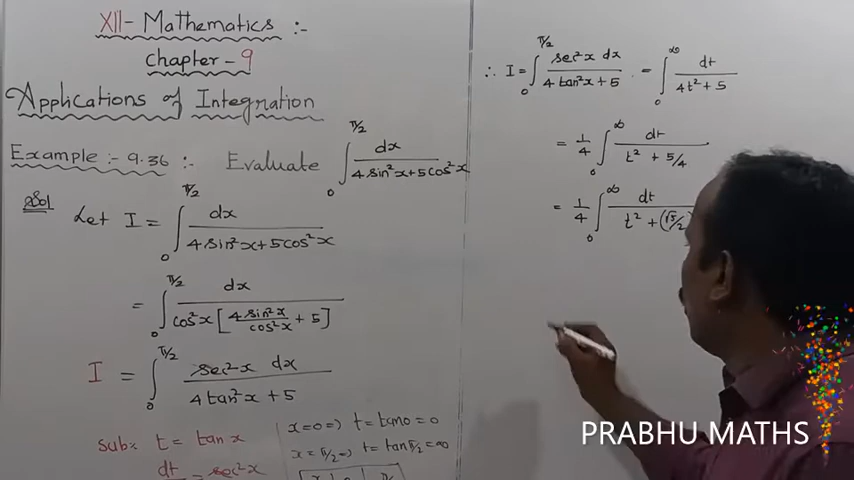 XII- Mathematics :-
Chapter - 9
Applications of Integration
Example :- 9.36 :- Evaluate ∫₀^{π/2} dx / (4 sin²x + 5 cos²x)
Sol Let I = ∫₀^{π/2} dx / (4 sin²x + 5 cos²x)
= ∫₀^{π/2} dx / (cos²x [4 sin²x / cos²x + 5])
I = ∫₀^{π/2} sec²x dx / (4 tan²x + 5)
Sub: t = tan x
dt = sec²x
x=0 => t = tan 0 = 0
x = π/2 => t = tan π/2 = ∞
x 0 π/2
∴ I = ∫₀^{π/2} sec²x dx / (4 tan²x + 5) = ∫₀^∞ dt / (4t² + 5)
= 1/4 ∫₀^∞ dt / (t² + 5/4)
= 1/4 ∫₀^∞ dt / (t² + (√5/2)
PRABHU MATHS